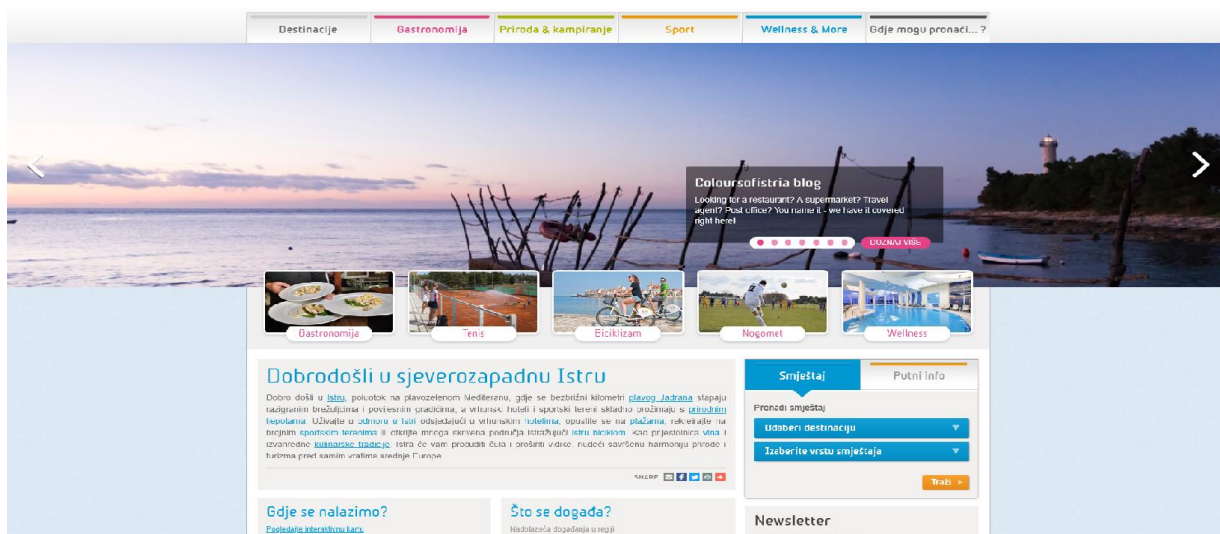 Destinacije
Gastronomija
Priroda & kampiranje
Sport
Wellness & More
Gdje mogu pronaći... ?
Coloursofistria blog
Looking for a restaurant? A supermarket? Travel
agent? Post office? You name it - we have it covered
right here!
DOZNAJ VIŠE
Gastronomija
Tenis
Biciklizam
Nogomet
Wellness
Dobrodošli u sjeverozapadnu Istru
Dobro došli u Istru, poluotok na plavozelenom Mediteranu, gdje se bezbrižni kilometri plavog Jadrana stapaju
razigranim brežuljcima i povijesnim gradićima, a vrhunski hoteli i sportski tereni skladno prožimaju s prirodnim
ljepotama. Uživajte u odmoru u Istri odsjedajući u vrhunskim hotelima, opustite se na plažama, rekreirajte na
brojnim sportskim terenima ili otkrijte mnoga skrivena područja istražujući Istru biciklom. Kao prijestolnica vina i
izvanredne kulinarske tradicije, Istra će vam probuditi čula i proširiti vidike, nudeći savršenu harmoniju prirode i
turizma pred samim vratima srednje Europe.
SHARE
Smještaj
Putni info
Pronađi smještaj
Odaberi destinaciju
Izaberite vrstu smještaja
Traži
Gdje se nalazimo?
Pogledajte interaktivnu kartu
Što se događa?
Nadolazeća događanja u regiji
Newsletter